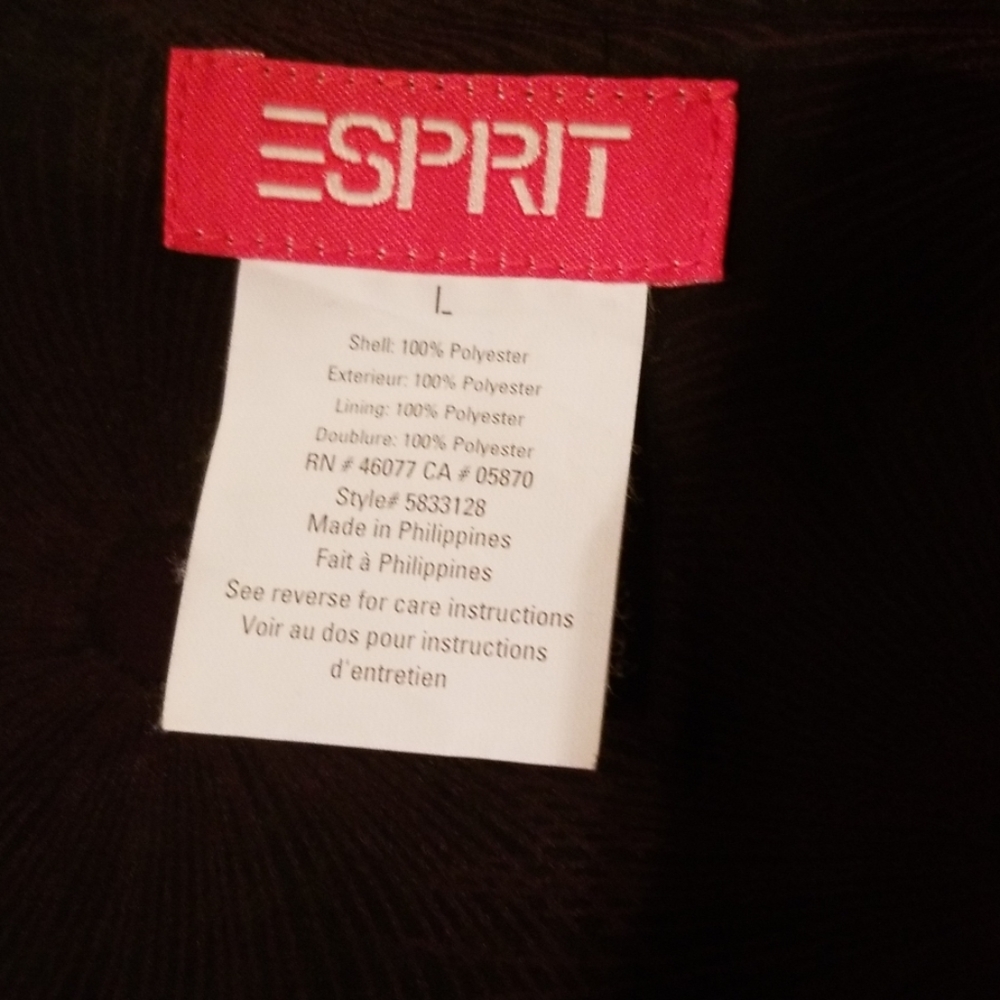 ESPRIT
L
Shell: 100% Polyester
Exterieur: 100% Polyester
Lining: 100% Polyester
Doublure: 100% Polyester
RN # 46077 CA # 05870
Style# 5833128
Made in Philippines
Fait à Philippines
See reverse for care instructions
Voir au dos pour instructions
d'entretien